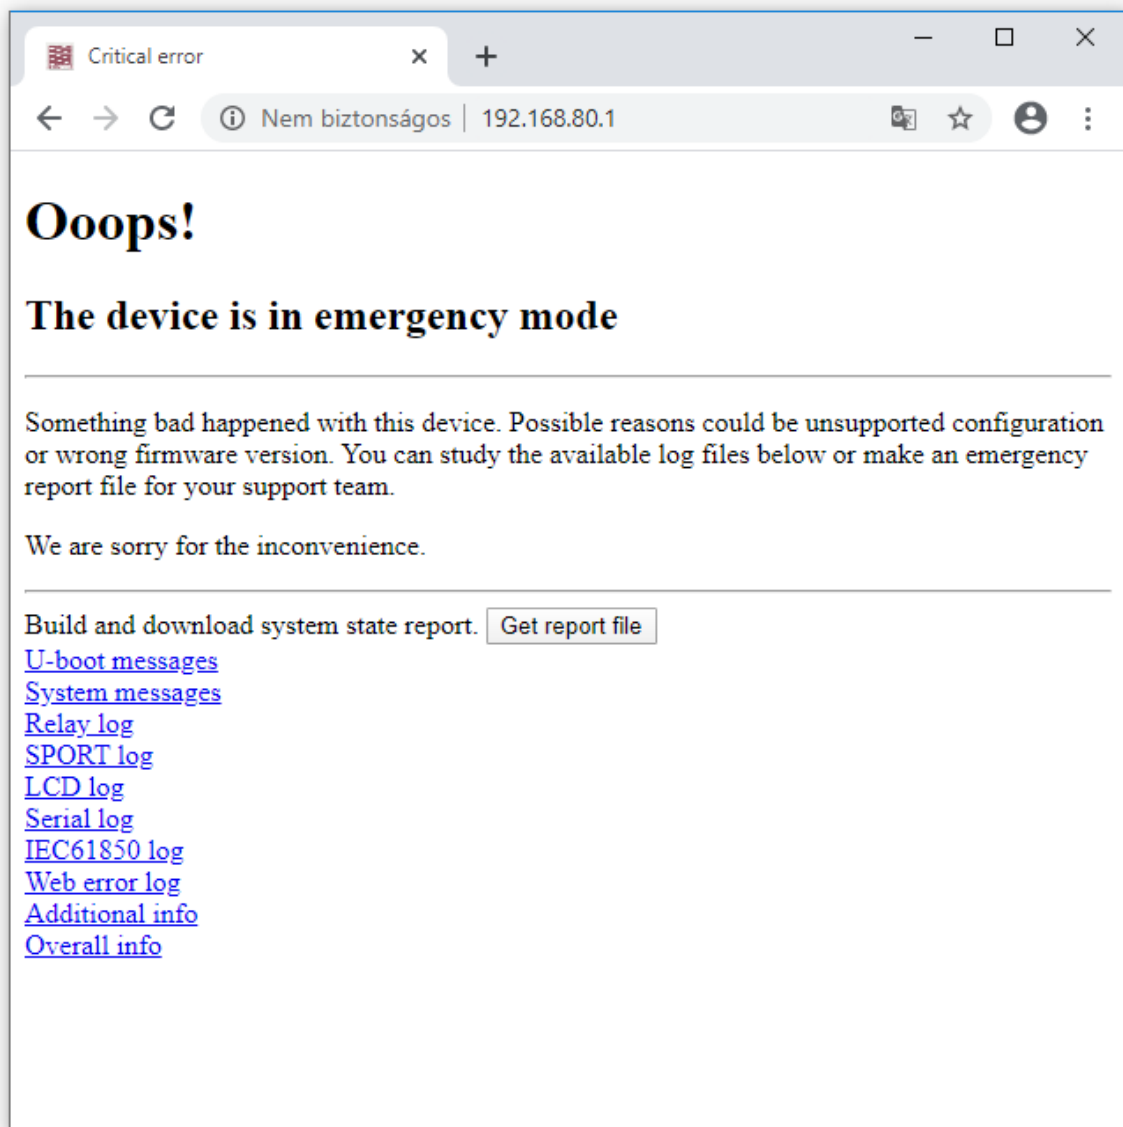 Critical error
Nem biztonságos 192.168.80.1
Ooops!
The device is in emergency mode
Something bad happened with this device. Possible reasons could be unsupported configuration
or wrong firmware version. You can study the available log files below or make an emergency
report file for your support team.
We are sorry for the inconvenience.
Build and download system state report. Get report file
U-boot messages
System messages
Relay log
SPORT log
LCD log
Serial log
IEC61850 log
Web error log
Additional info
Overall info